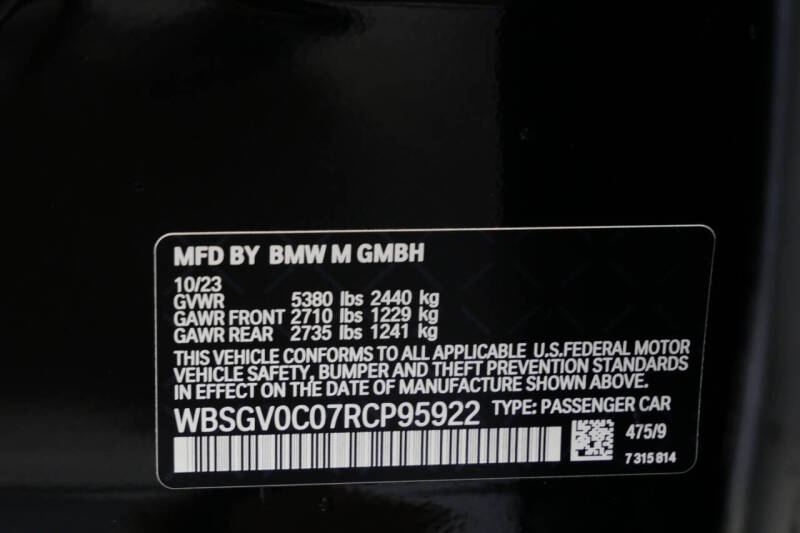 MFD BY BMW M GMBH
10/23
GVWR 5380 lbs 2440 kg
GAWR FRONT 2710 lbs 1229 kg
GAWR REAR 2735 lbs 1241 kg
THIS VEHICLE CONFORMS TO ALL APPLICABLE U.S.FEDERAL MOTOR
VEHICLE SAFETY, BUMPER AND THEFT PREVENTION STANDARDS
IN EFFECT ON THE DATE OF MANUFACTURE SHOWN ABOVE.
WBSGV0C07RCP95922 TYPE: PASSENGER CAR
475/9
7 315 814